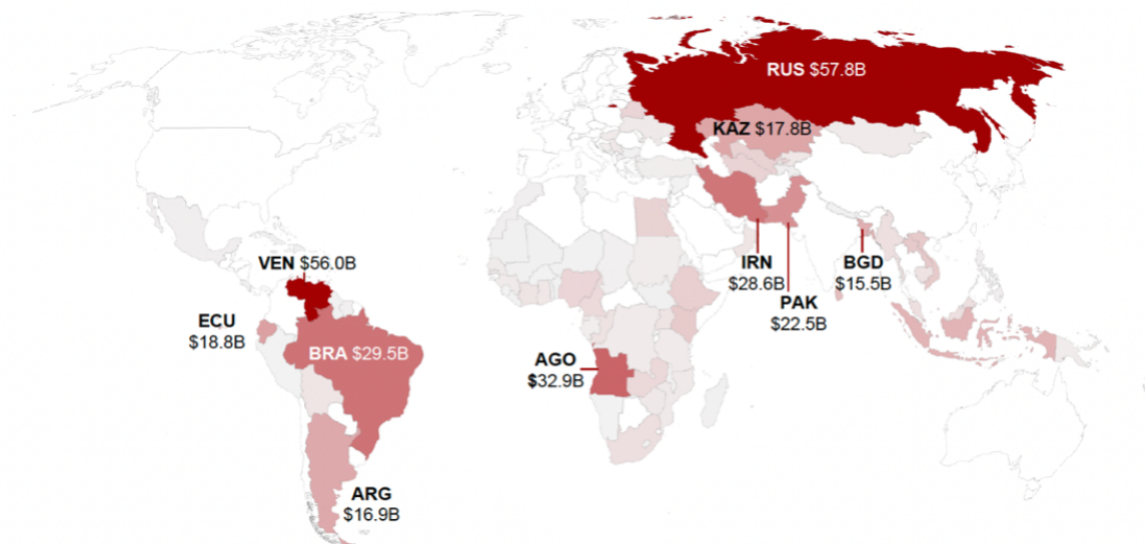 RUS $57.8B
KAZ $17.8B
VEN $56.0B
IRN
$28.6B
BGD
$15.5B
PAK
$22.5B
ECU
$18.8B
BRA $29.5B
AGO
$32.9B
ARG
$16.9B